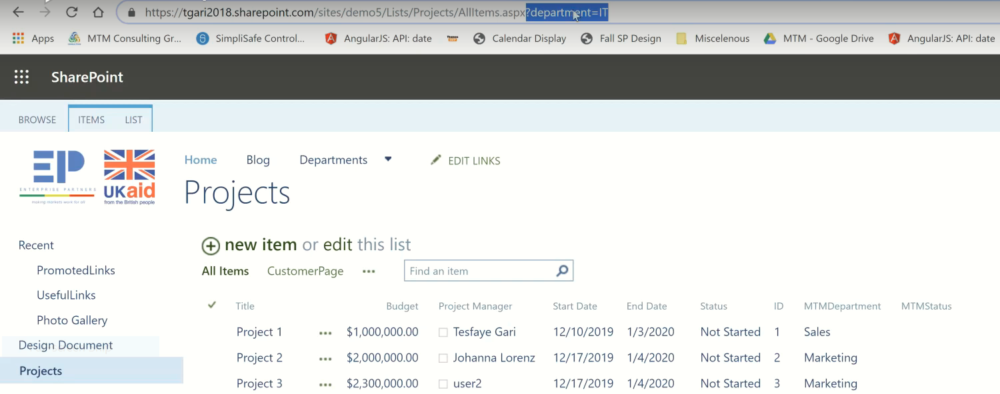 https://tgari2018.sharepoint.com/sites/demo5/Lists/Projects/AllItems.aspx?department=IT
Apps MTM Consulting Gr... SimpliSafe Control... AngularJS: API: date Calendar Display Fall SP Design Miscelenous MTM - Google Drive AngularJS: API: date
SharePoint
BROWSE ITEMS LIST
EP
ENTERPRISE PARTNERS
making markets work for all
UKaid
from the British people
Home Blog Departments EDIT LINKS
Projects
Recent
PromotedLinks
UsefulLinks
Photo Gallery
Design Document
Projects
new item or edit this list
All Items CustomerPage ••• Find an item
Title Budget Project Manager Start Date End Date Status ID MTMDepartment MTMStatus
Project 1 ••• $1,000,000.00 Tesfaye Gari 12/10/2019 1/3/2020 Not Started 1 Sales
Project 2 ••• $2,000,000.00 Johanna Lorenz 12/17/2019 1/4/2020 Not Started 2 Marketing
Project 3 ••• $2,300,000.00 user2 12/17/2019 1/4/2020 Not Started 3 Marketing